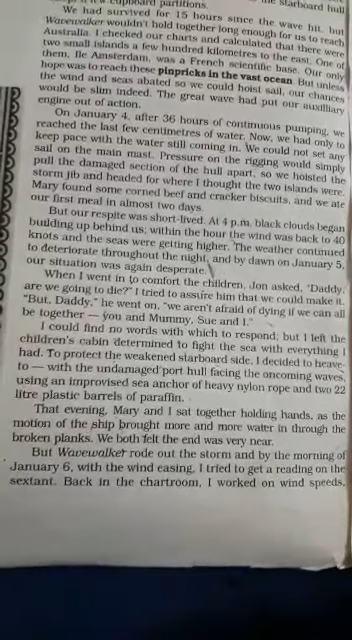 cupboard partitions.
the starboard hull
We had survived for 15 hours since the wave hit, but
Wavewalker wouldn't hold together long enough for us to reach
Australia. I checked our charts and calculated that there were
two small islands a few hundred kilometres to the east. One of
them, Ile Amsterdam, was a French scientific base. Our only
hope was to reach these pinpricks in the vast ocean. But unless
the wind and seas abated so we could hoist sail, our chances
would be slim indeed. The great wave had put our auxilliary
engine out of action.
On January 4, after 36 hours of continuous pumping, we
reached the last few centimetres of water. Now, we had only to
keep pace with the water still coming in. We could not set any
sail on the main mast. Pressure on the rigging would simply
pull the damaged section of the hull apart, so we hoisted the
storm jib and headed for where I thought the two islands were.
Mary found some corned beef and cracker biscuits, and we ate
our first meal in almost two days.
But our respite was short-lived. At 4 p.m. black clouds began
building up behind us; within the hour the wind was back to 40
knots and the seas were getting higher. The weather continued
to deteriorate throughout the night, and by dawn on January 5,
our situation was again desperate.
When I went in to comfort the children, Jon asked, "Daddy,
are we going to die?" I tried to assure him that we could make it.
"But, Daddy," he went on, "we aren't afraid of dying if we can all
be together — you and Mummy, Sue and I."
I could find no words with which to respond, but I left the
children's cabin determined to fight the sea with everything I
had. To protect the weakened starboard side, I decided to heave-
to — with the undamaged port hull facing the oncoming waves,
using an improvised sea anchor of heavy nylon rope and two 22
litre plastic barrels of paraffin.
That evening, Mary and I sat together holding hands, as the
motion of the ship brought more and more water in through the
broken planks. We both felt the end was very near.
But Wavewalker rode out the storm and by the morning of
January 6, with the wind easing, I tried to get a reading on the
sextant. Back in the chartroom, I worked on wind speeds,